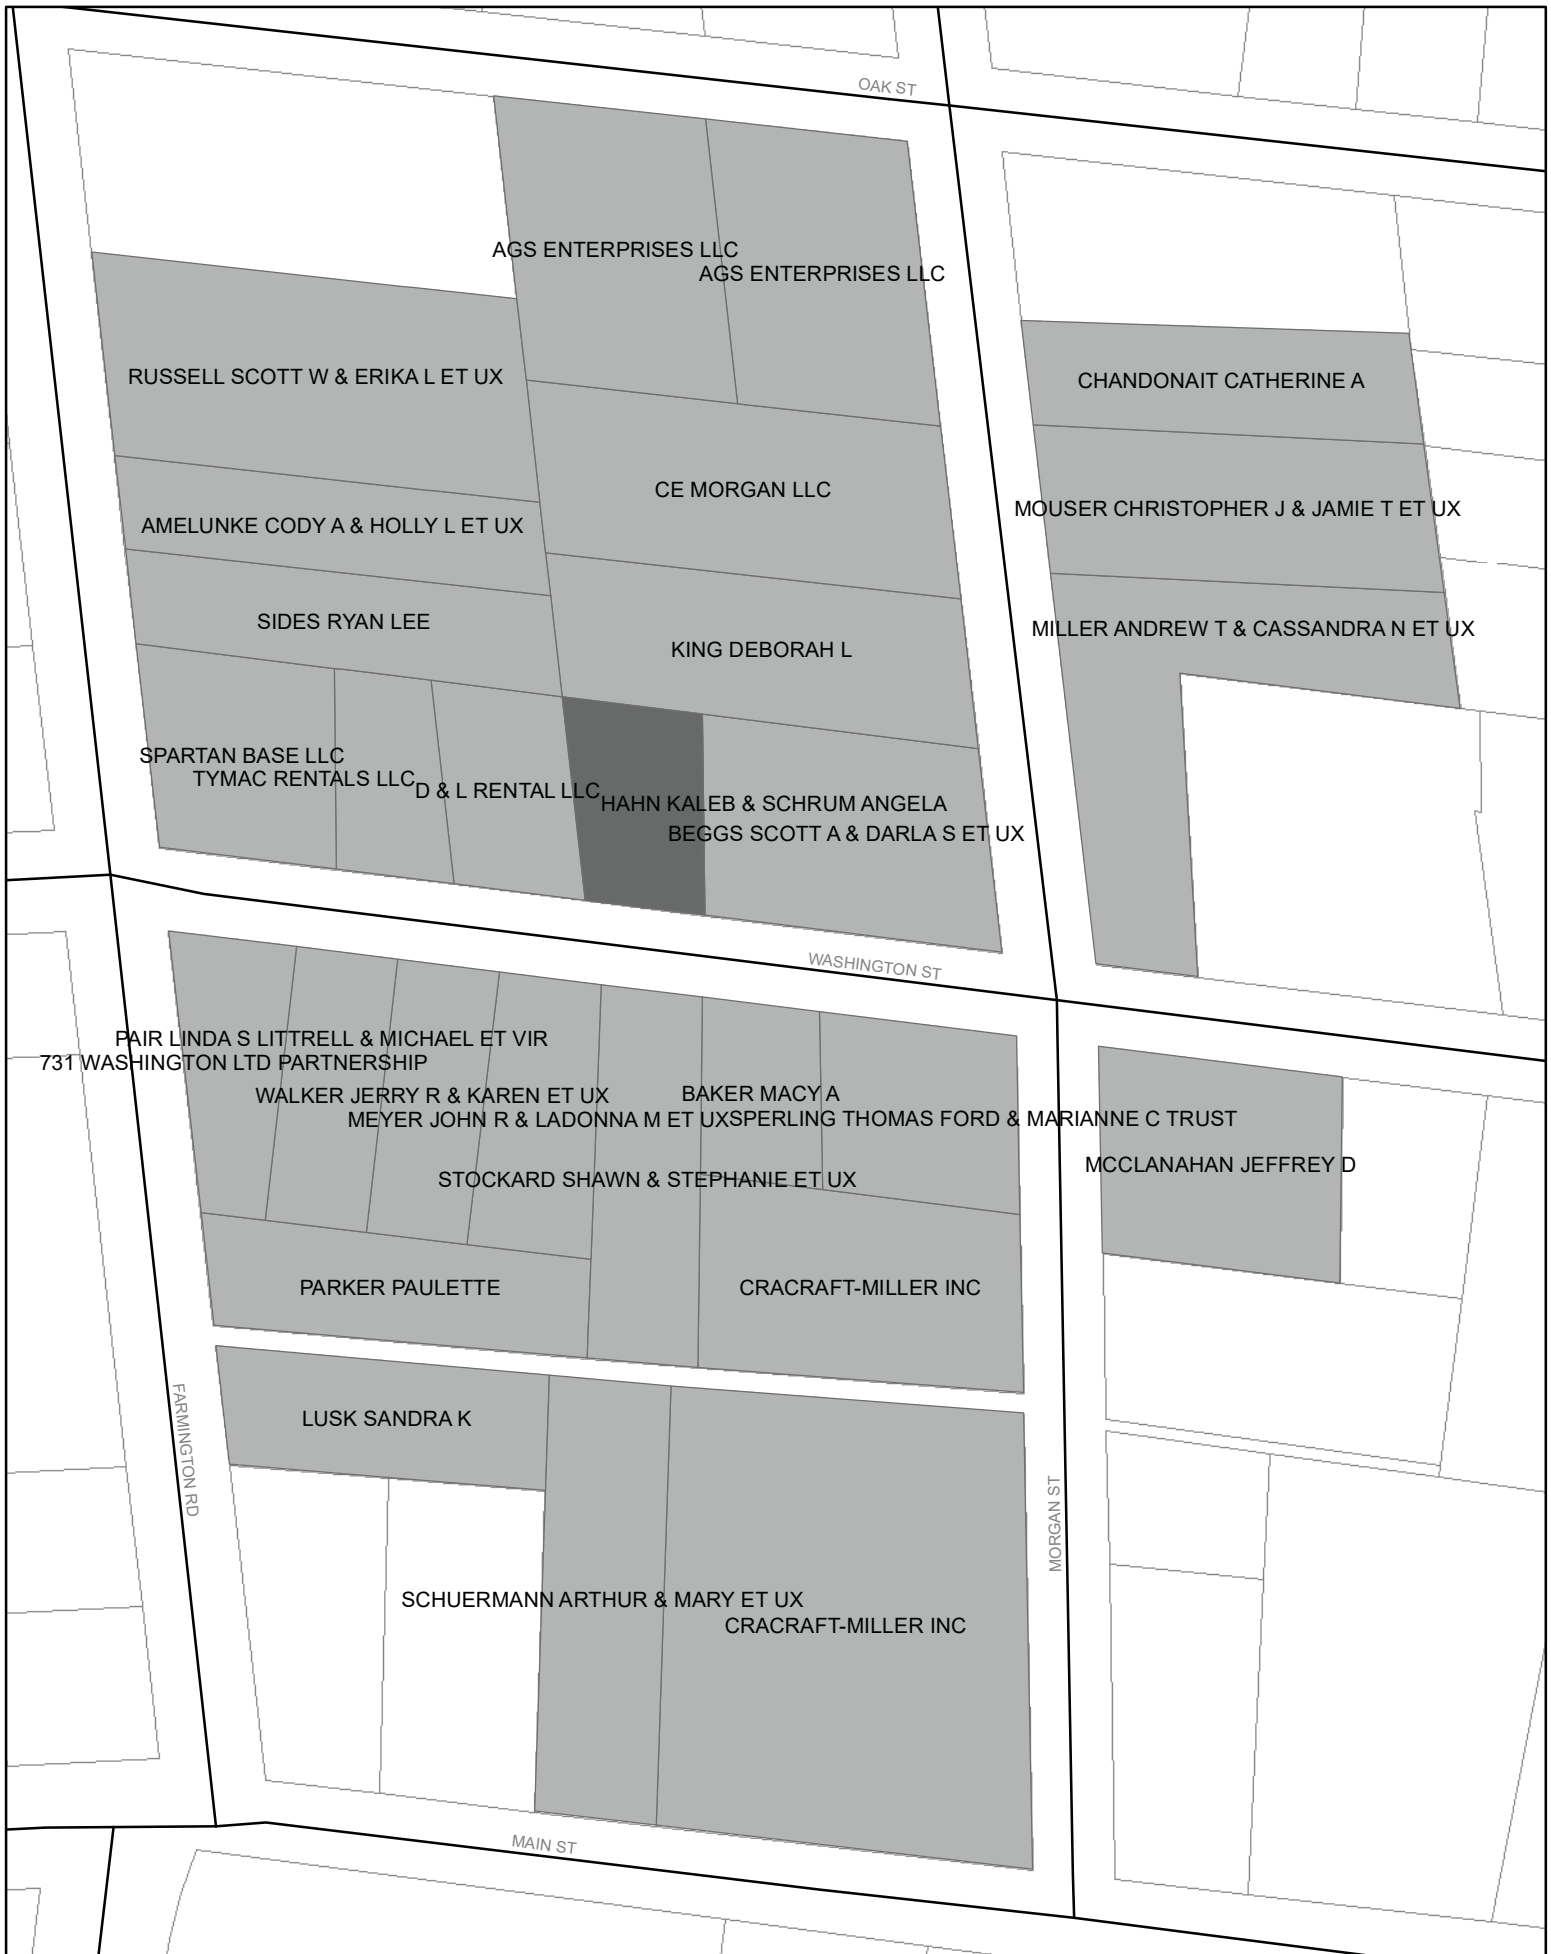 OAK ST
AGS ENTERPRISES LLC
AGS ENTERPRISES LLC
RUSSELL SCOTT W & ERIKA L ET UX
CHANDONAIT CATHERINE A
CE MORGAN LLC
MOUSER CHRISTOPHER J & JAMIE T ET UX
AMELUNKE CODY A & HOLLY L ET UX
SIDES RYAN LEE
MILLER ANDREW T & CASSANDRA N ET UX
KING DEBORAH L
SPARTAN BASE LLC
TYMAC RENTALS LLC
D & L RENTAL LLC
HAHN KALEB & SCHRUM ANGELA
BEGGS SCOTT A & DARLA S ET UX
WASHINGTON ST
PAIR LINDA S LITTRELL & MICHAEL ET VIR
731 WASHINGTON LTD PARTNERSHIP
WALKER JERRY R & KAREN ET UX
BAKER MACY A
MEYER JOHN R & LADONNA M ET UX
SPERLING THOMAS FORD & MARIANNE C TRUST
MCCLANAHAN JEFFREY D
STOCKARD SHAWN & STEPHANIE ET UX
PARKER PAULETTE
CRACRAFT-MILLER INC
LUSK SANDRA K
FARMINGTON RD
MORGAN ST
SCHUERMANN ARTHUR & MARY ET UX
CRACRAFT-MILLER INC
MAIN ST